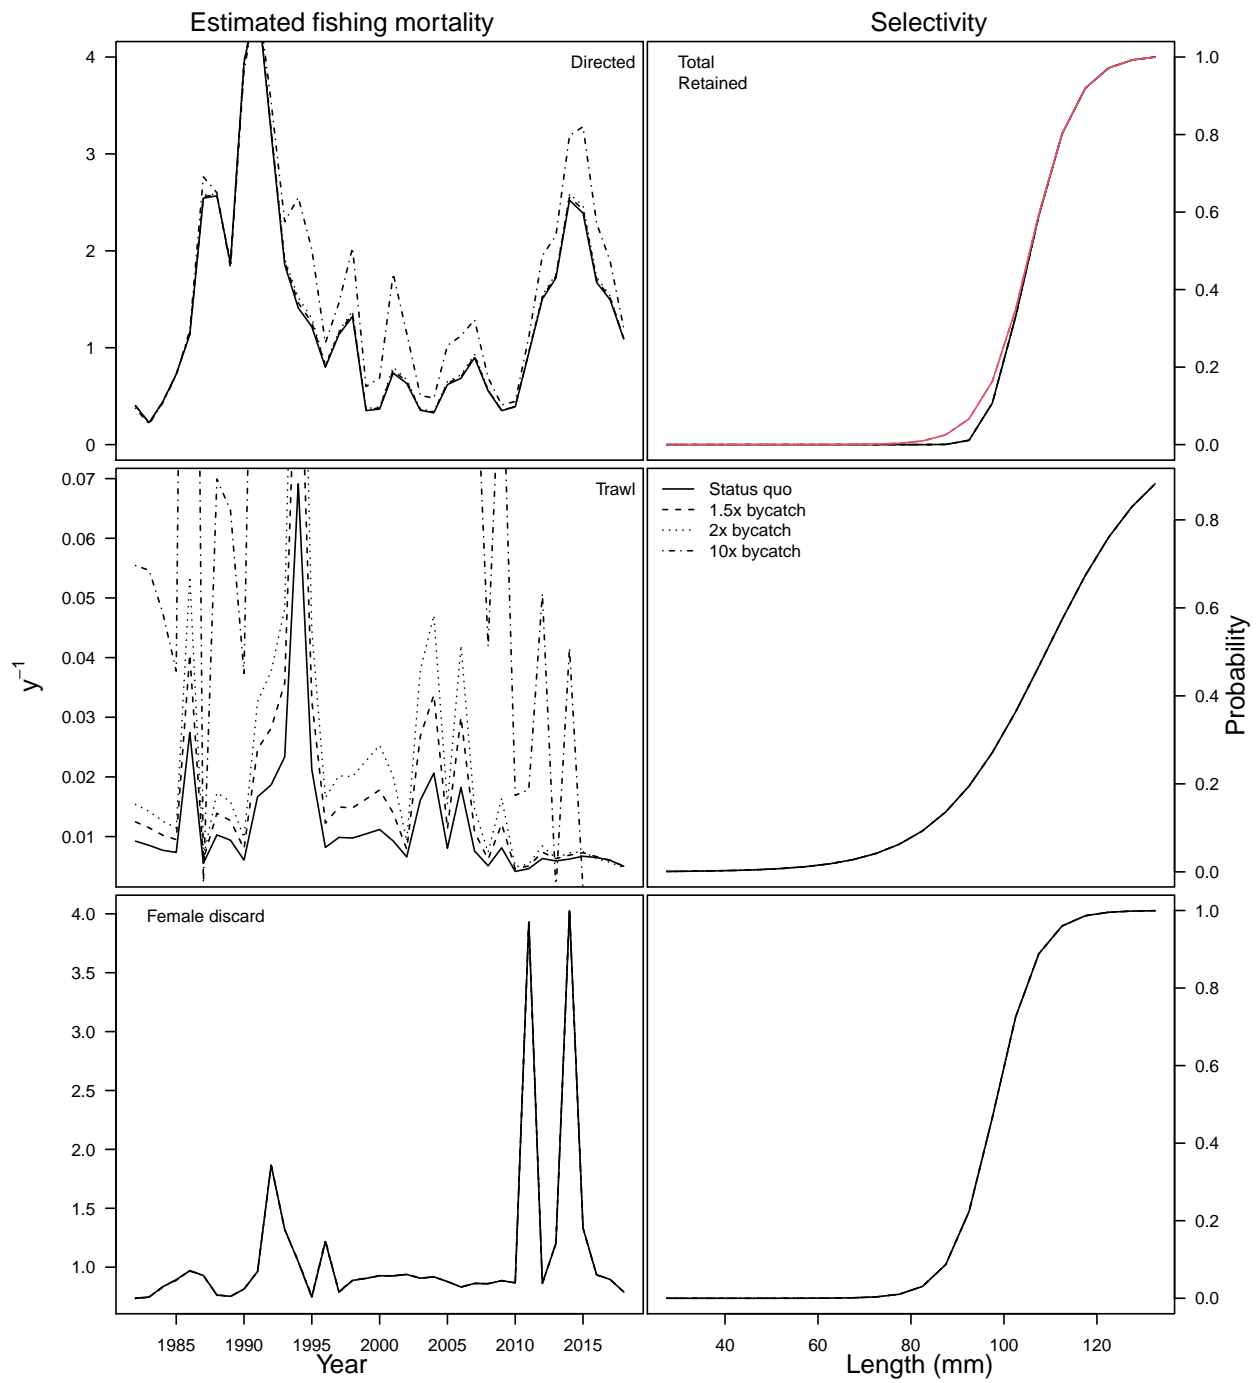 Estimated fishing mortality
Selectivity
Directed
4
3
2
1
0
Total
Retained
1.0
0.8
0.6
0.4
0.2
0.0
Trawl
0.07
0.06
0.05
0.04
0.03
0.02
0.01
Status quo
1.5x bycatch
2x bycatch
10x bycatch
0.8
0.6
0.4
0.2
0.0
y⁻¹
Probability
Female discard
4.0
3.5
3.0
2.5
2.0
1.5
1.0
1.0
0.8
0.6
0.4
0.2
0.0
1985 1990 1995 2000 2005 2010 2015
Year
40 60 80 100 120
Length (mm)